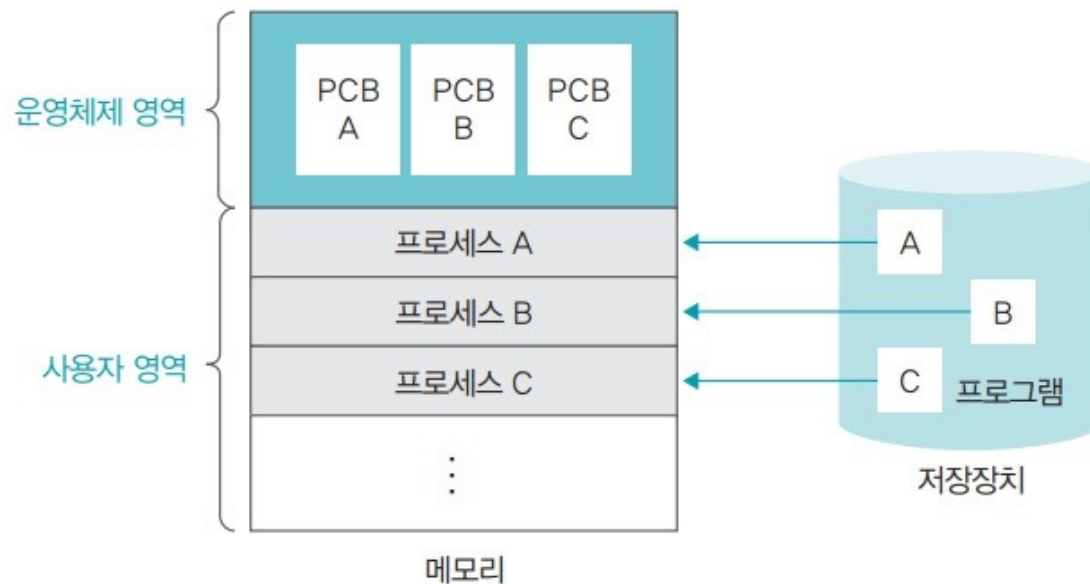 운영체제 영역
PCB
A
PCB
B
PCB
C
사용자 영역
프로세스 A
프로세스 B
프로세스 C
⋮
메모리
A
B
C
프로그램
저장장치